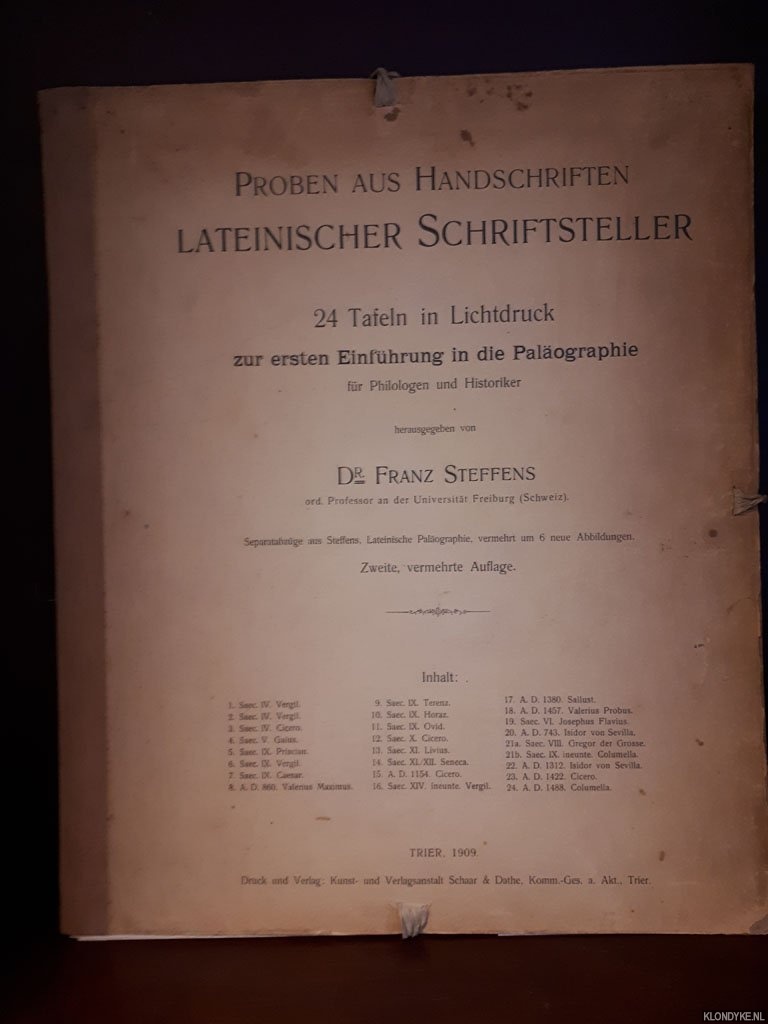 PROBEN AUS HANDSCHRIFTEN
LATEINISCHER SCHRIFTSTELLER
24 Tafeln in Lichtdruck
zur ersten Einführung in die Paläographie
für Philologen und Historiker
herausgegeben von
DR. FRANZ STEFFENS
ord. Professor an der Universität Freiburg (Schweiz).
Separatabzüge aus Steffens, Lateinische Paläographie, vermehrt um 6 neue Abbildungen.
Zweite, vermehrte Auflage.
Inhalt:
1. Saec. IV. Vergil.
2. Saec. IV. Vergil.
3. Saec. IV. Cicero.
4. Saec. V. Gaius.
5. Saec. IX. Priscian.
6. Saec. IX. Vergil.
7. Saec. IX. Caesar.
8. A. D. 860. Valerius Maximus.
9. Saec. IX. Terenz.
10. Saec. IX. Horaz.
11. Saec. IX. Ovid.
12. Saec. X. Cicero.
13. Saec. XI. Livius.
14. Saec. XI./XII. Seneca.
15. A. D. 1154. Cicero.
16. Saec. XIV. ineunte. Vergil.
17. A. D. 1380. Sallust.
18. A. D. 1457. Valerius Probus.
19. Saec. VI. Josephus Flavius.
20. A. D. 743. Isidor von Sevilla.
21a. Saec. VIII. Gregor der Grosse.
21b. Saec. IX. ineunte. Columella.
22. A. D. 1312. Isidor von Sevilla.
23. A. D. 1422. Cicero.
24. A. D. 1488. Columella.
TRIER, 1909.
Druck und Verlag: Kunst- und Verlagsanstalt Schaar & Dathe, Komm.-Ges. a. Akt., Trier.
KLONDYKE.NL